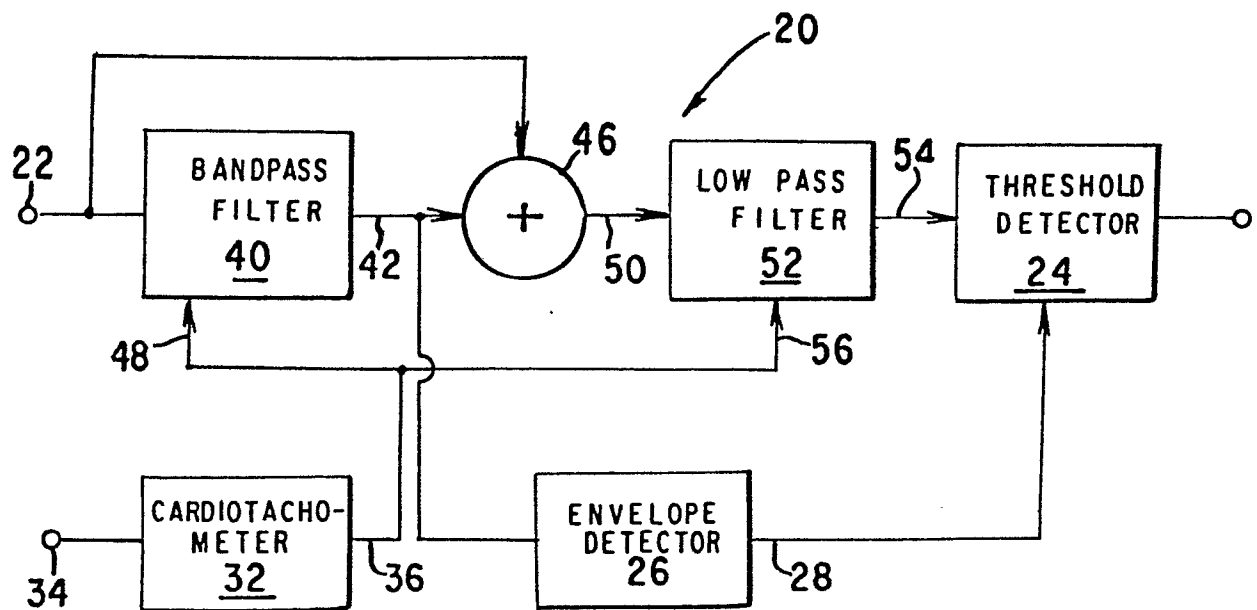 20
22
BANDPASS
FILTER
40
42
46
50
LOW PASS
FILTER
52
54
THRESHOLD
DETECTOR
24
48
56
CARDIOTACHO-
METER
32
34
36
ENVELOPE
DETECTOR
26
28